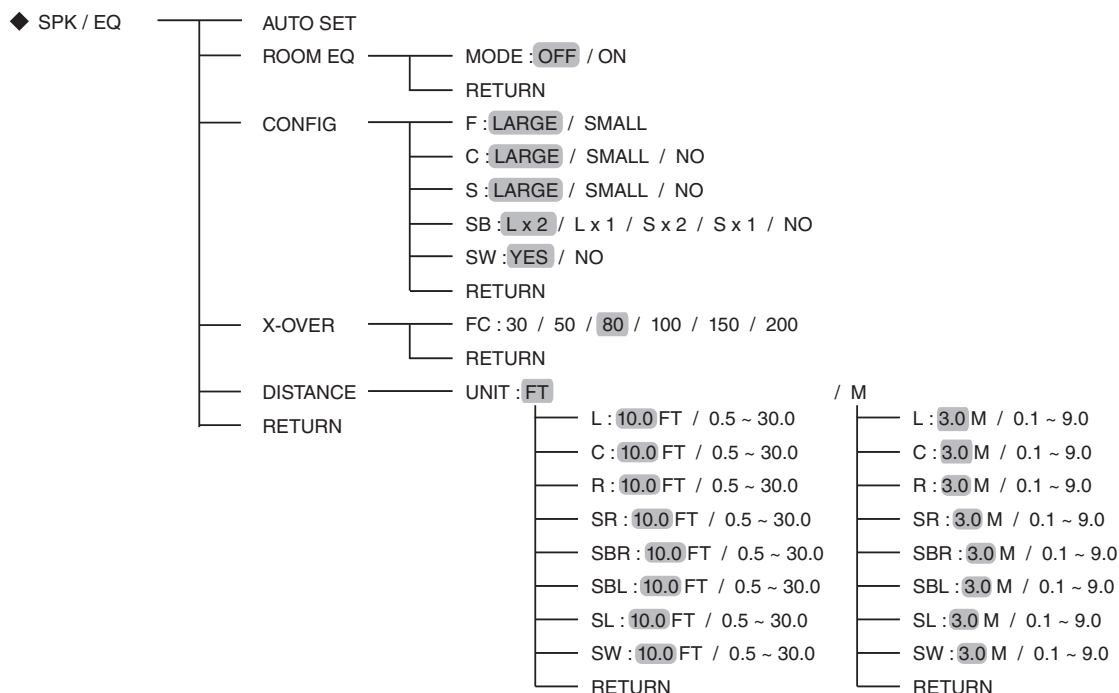 ◆ SPK / EQ AUTO SET
ROOM EQ MODE : OFF / ON
RETURN
CONFIG F : LARGE / SMALL
C : LARGE / SMALL / NO
S : LARGE / SMALL / NO
SB : L x 2 / L x 1 / S x 2 / S x 1 / NO
SW : YES / NO
RETURN
X-OVER FC : 30 / 50 / 80 / 100 / 150 / 200
RETURN
DISTANCE UNIT : FT / M
RETURN L : 10.0 FT / 0.5 ~ 30.0 L : 3.0 M / 0.1 ~ 9.0
C : 10.0 FT / 0.5 ~ 30.0 C : 3.0 M / 0.1 ~ 9.0
R : 10.0 FT / 0.5 ~ 30.0 R : 3.0 M / 0.1 ~ 9.0
SR : 10.0 FT / 0.5 ~ 30.0 SR : 3.0 M / 0.1 ~ 9.0
SBR : 10.0 FT / 0.5 ~ 30.0 SBR : 3.0 M / 0.1 ~ 9.0
SBL : 10.0 FT / 0.5 ~ 30.0 SBL : 3.0 M / 0.1 ~ 9.0
SL : 10.0 FT / 0.5 ~ 30.0 SL : 3.0 M / 0.1 ~ 9.0
SW : 10.0 FT / 0.5 ~ 30.0 SW : 3.0 M / 0.1 ~ 9.0
RETURN RETURN